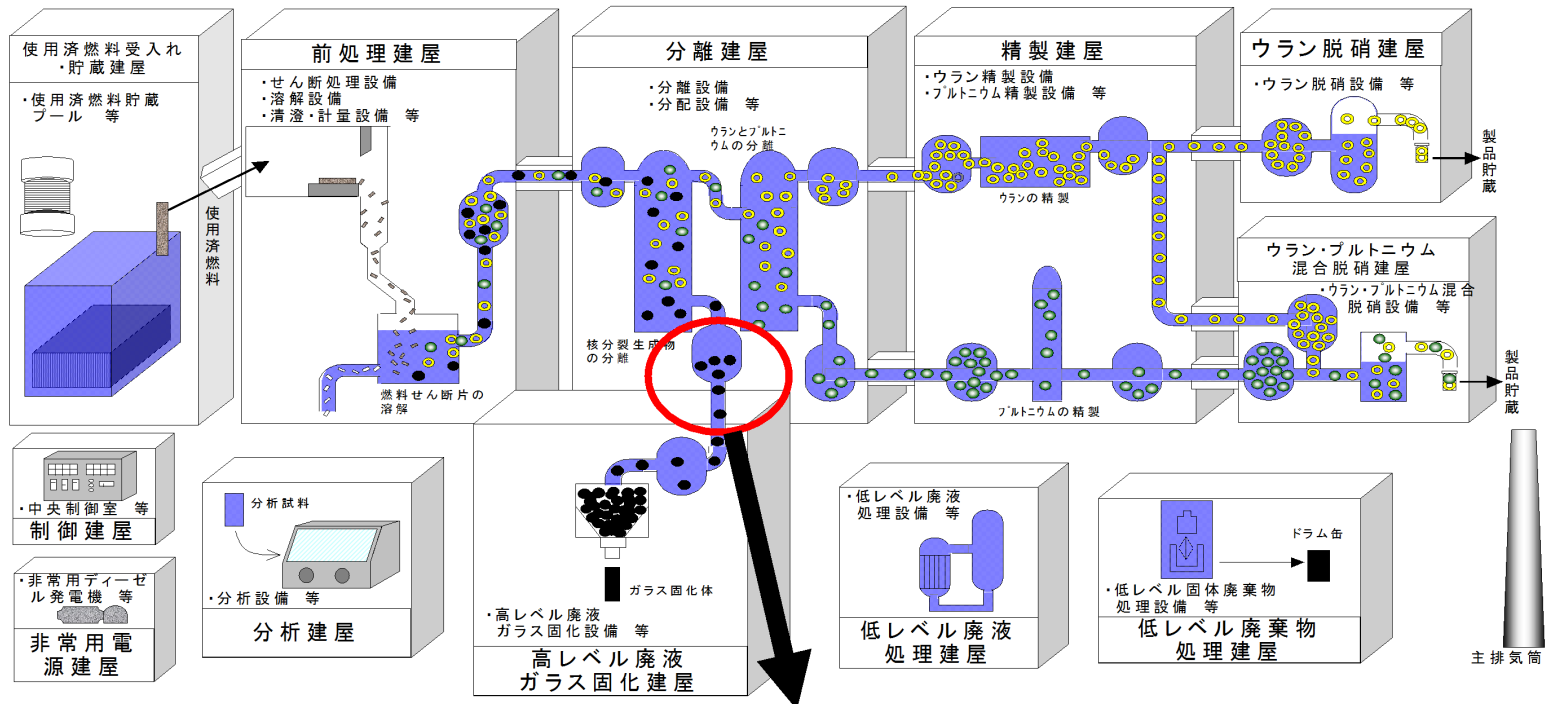 使用済燃料受入れ
・貯蔵建屋
・使用済燃料貯蔵
プール 等
使用済燃料
前処理建屋
・せん断処理設備
・溶解設備
・清澄・計量設備 等
燃料せん断片の
溶解
分離建屋
・分離設備
・分配設備 等
ウランとプルトニ
ウムの分離
核分裂生成物
の分離
精製建屋
・ウラン精製設備
・プルトニウム精製設備 等
ウランの精製
プルトニウムの精製
ウラン脱硝建屋
・ウラン脱硝設備 等
製品貯蔵
ウラン・プルトニウム
混合脱硝建屋
・ウラン・プルトニウム混合
脱硝設備 等
製品貯蔵
・中央制御室 等
制御建屋
・非常用ディーゼ
ル発電機 等
非常用電
源建屋
分析試料
・分析設備 等
分析建屋
ガラス固化体
・高レベル廃液
ガラス固化設備 等
高レベル廃液
ガラス固化建屋
・低レベル廃液
処理設備 等
低レベル廃液
処理建屋
ドラム缶
・低レベル固体廃棄物
処理設備 等
低レベル廃棄物
処理建屋
主排気筒